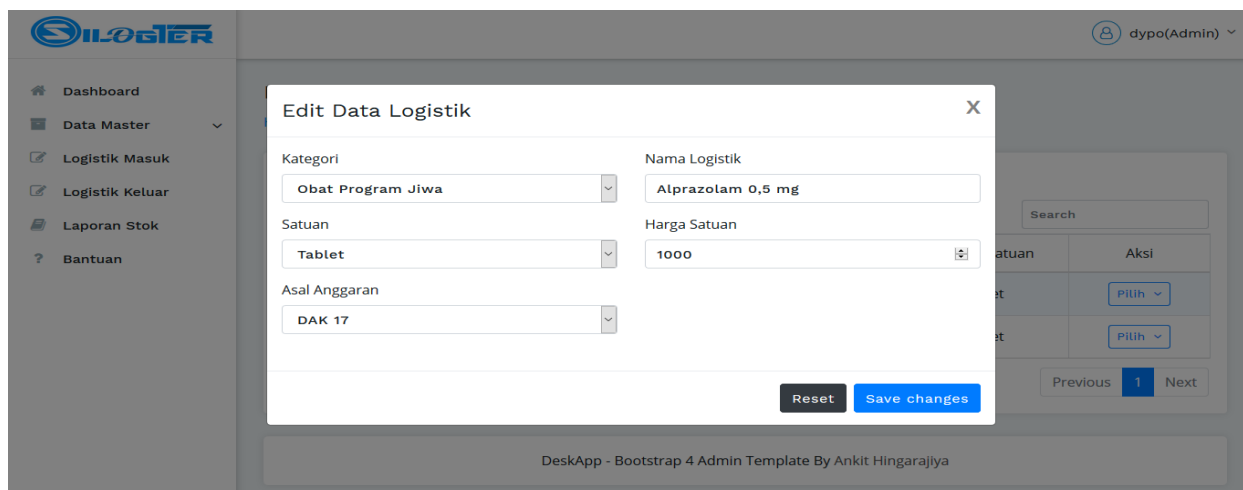 SILOGTER
dypo(Admin)
Dashboard
Data Master
Logistik Masuk
Logistik Keluar
Laporan Stok
Bantuan
Edit Data Logistik
X
Kategori
Nama Logistik
Obat Program Jiwa
Alprazolam 0,5 mg
Satuan
Harga Satuan
Tablet
1000
Asal Anggaran
DAK 17
Reset
Save changes
Search
atuan
Aksi
et
Pilih
et
Pilih
Previous
1
Next
DeskApp - Bootstrap 4 Admin Template By Ankit Hingarajiya